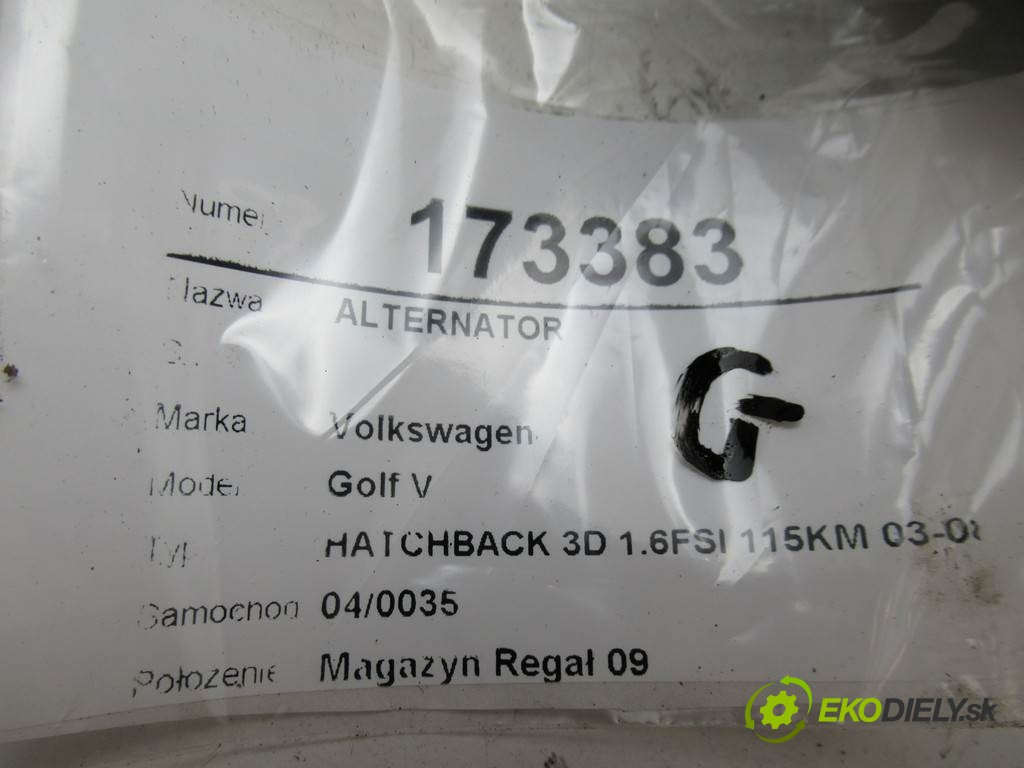 Numer 173383
Nazwa ALTERNATOR
G
Marka Volkswagen
Model Golf V
Typ HATCHBACK 3D 1.6FSI 115KM 03-08
Samochod 04/0035
Położenie Magazyn Regał 09
EKODIELY.sk